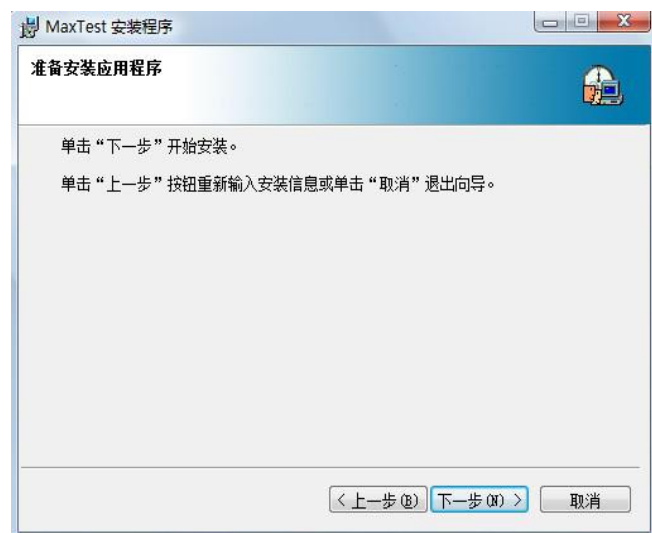 MaxTest 安装程序
准备安装应用程序
单击“下一步”开始安装。
单击“上一步”按钮重新输入安装信息或单击“取消”退出向导。
< 上一步(B) 下一步(N) > 取消